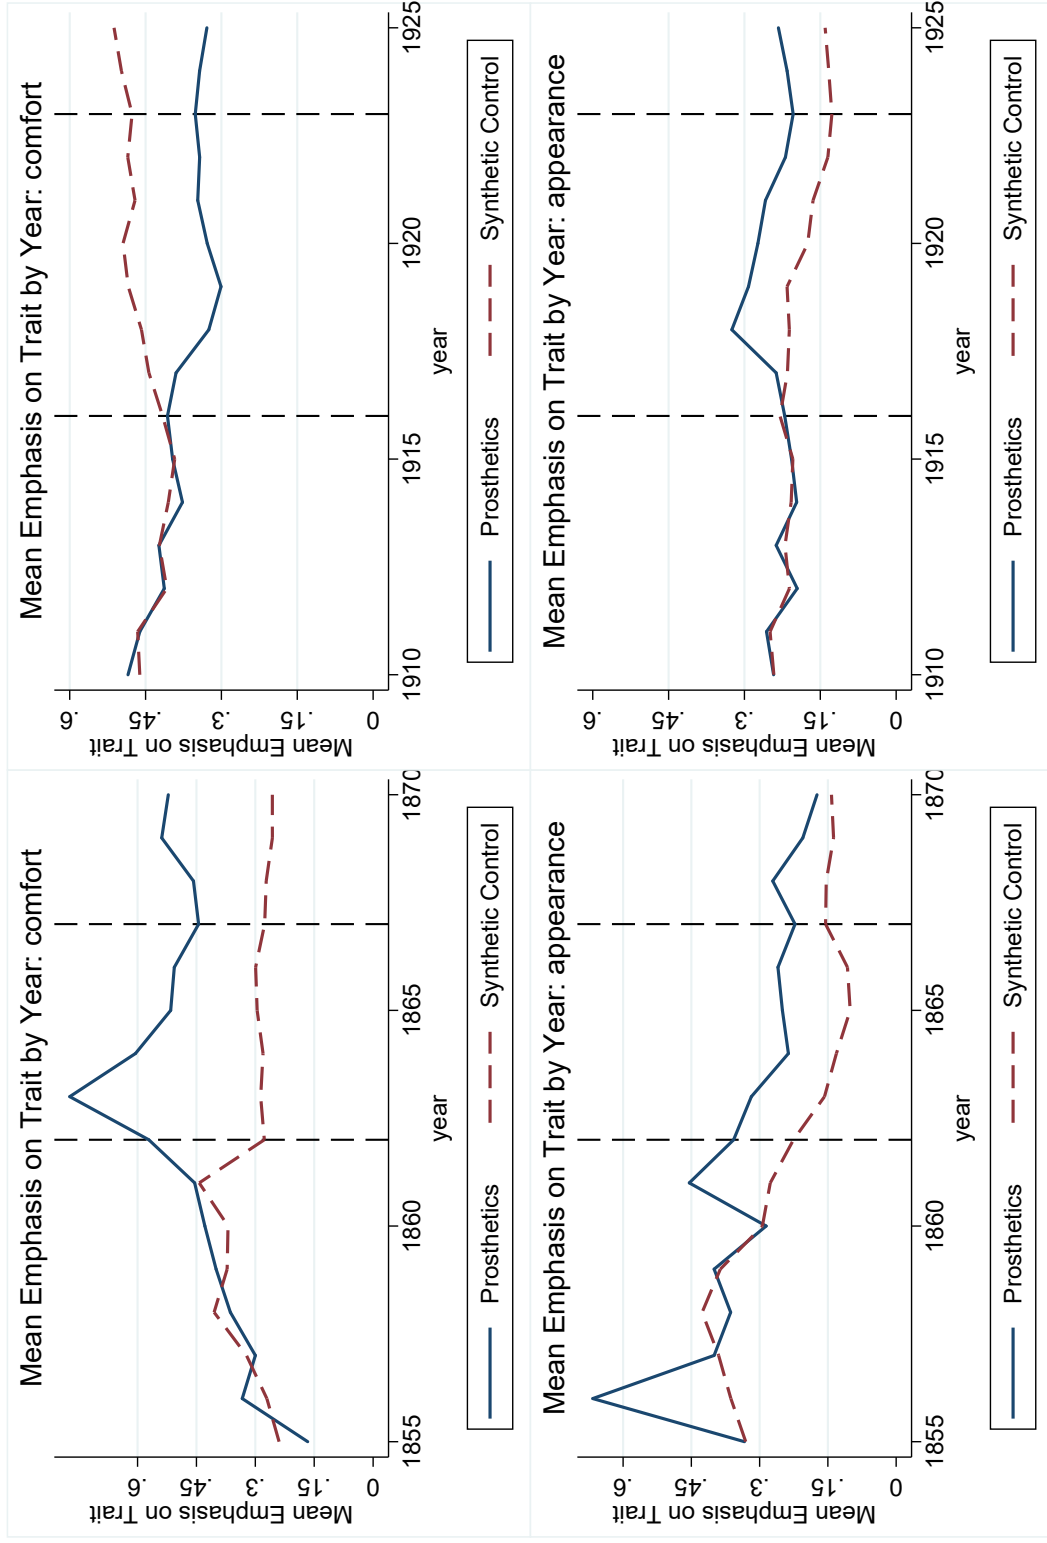 Mean Emphasis on Trait by Year: comfort
Mean Emphasis on Trait
.6
.45
.3
.15
0
1855
1860
1865
1870
year
Prosthetics
Synthetic Control
Mean Emphasis on Trait by Year: comfort
Mean Emphasis on Trait
.6
.45
.3
.15
0
1910
1915
1920
1925
year
Prosthetics
Synthetic Control
Mean Emphasis on Trait by Year: appearance
Mean Emphasis on Trait
.6
.45
.3
.15
0
1855
1860
1865
1870
year
Prosthetics
Synthetic Control
Mean Emphasis on Trait by Year: appearance
Mean Emphasis on Trait
.6
.45
.3
.15
0
1910
1915
1920
1925
year
Prosthetics
Synthetic Control